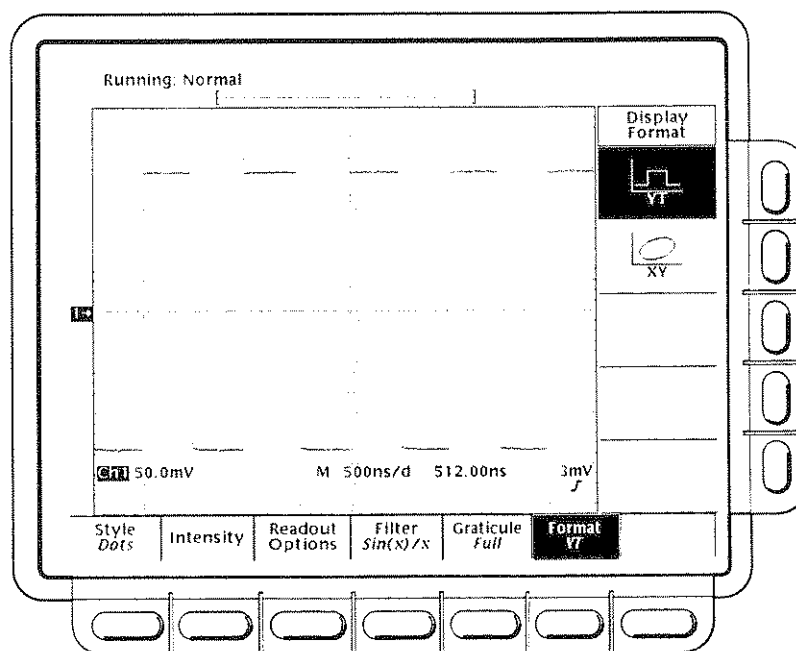 Running: Normal
Display
Format
YT
XY
1→
Ch1 50.0mV M 500ns/d 512.00ns 3mV
Style
Dots
Intensity
Readout
Options
Filter
Sin(x)/x
Graticule
Full
Format
YT